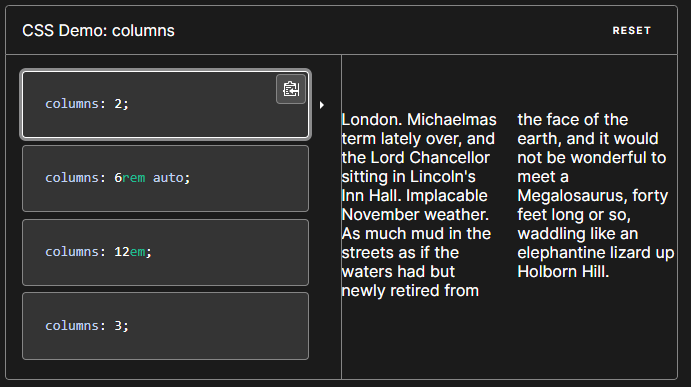 CSS Demo: columns
RESET
columns: 2;
columns: 6rem auto;
columns: 12em;
columns: 3;
London. Michaelmas
term lately over, and
the Lord Chancellor
sitting in Lincoln's
Inn Hall. Implacable
November weather.
As much mud in the
streets as if the
waters had but
newly retired from
the face of the
earth, and it would
not be wonderful to
meet a
Megalosaurus, forty
feet long or so,
waddling like an
elephantine lizard up
Holborn Hill.